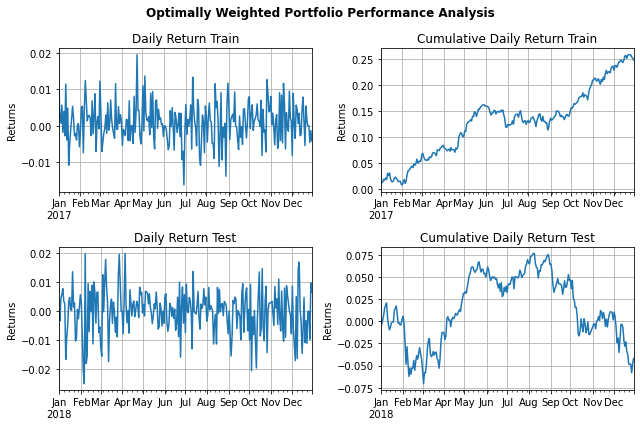 Optimally Weighted Portfolio Performance Analysis
Daily Return Train
Returns
0.02
0.01
0.00
−0.01
Jan Feb Mar Apr May Jun Jul Aug Sep Oct Nov Dec
2017
Cumulative Daily Return Train
Returns
0.25
0.20
0.15
0.10
0.05
0.00
Jan Feb Mar Apr May Jun Jul Aug Sep Oct Nov Dec
2017
Daily Return Test
Returns
0.02
0.01
0.00
−0.01
−0.02
Jan Feb Mar Apr May Jun Jul Aug Sep Oct Nov Dec
2018
Cumulative Daily Return Test
Returns
0.075
0.050
0.025
0.000
−0.025
−0.050
−0.075
Jan Feb Mar Apr May Jun Jul Aug Sep Oct Nov Dec
2018